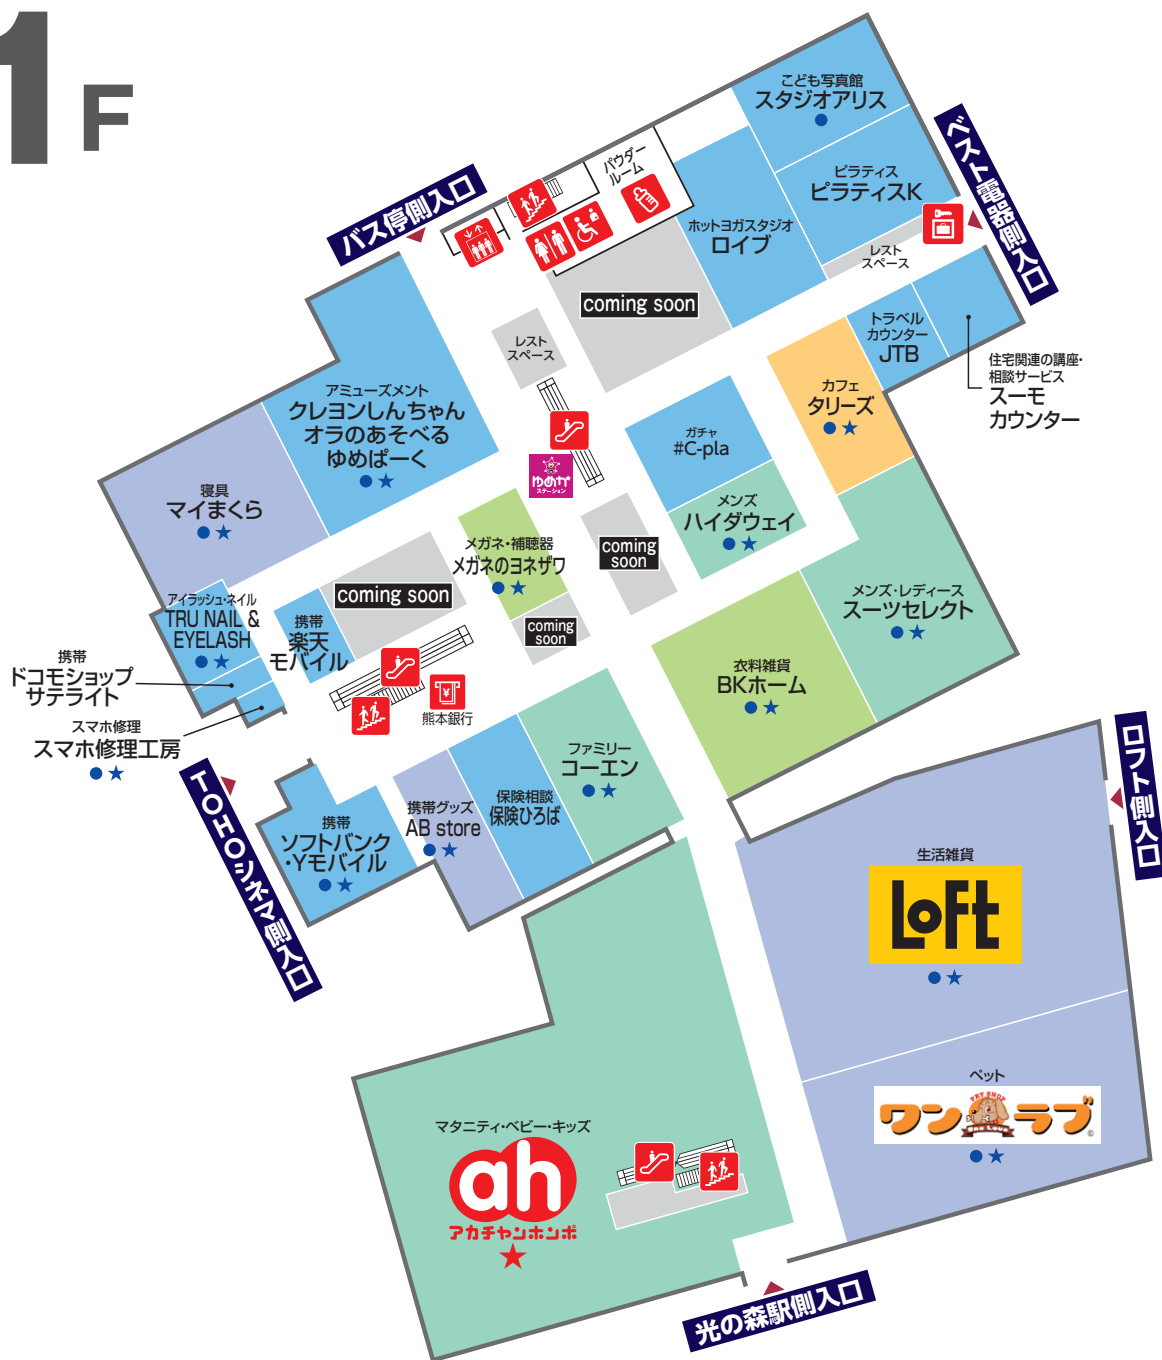 1F
こども写真館
スタジオアリス
ピラティス
ピラティスK
ベスト電器側入口
パウダー
ルーム
バス停側入口
ホットヨガスタジオ
ロイブ
レスト
スペース
coming soon
トラベル
カウンター
JTB
住宅関連の講座・
相談サービス
スーモ
カウンター
レスト
スペース
カフェ
タリーズ
アミューズメント
クレヨンしんちゃん
オラのあそべる
ゆめぱーく
ガチャ
#C-pla
ゆめか
ステーション
寝具
マイまくら
メンズ
ハイダウェイ
メガネ・補聴器
メガネのヨネザワ
coming
soon
coming soon
coming
soon
メンズ・レディース
スーツセレクト
アイラッシュ・ネイル
TRU NAIL &
EYELASH
携帯
楽天
モバイル
携帯
ドコモショップ
サテライト
衣料雑貨
BKホーム
熊本銀行
スマホ修理
スマホ修理工房
ファミリー
コーエン
TOHOシネマ側入口
携帯グッズ
AB store
保険相談
保険ひろば
携帯
ソフトバンク
・Yモバイル
ロフト側入口
生活雑貨
LoFt
ペット
PET SHOP
ワンラブ
マタニティ・ベビー・キッズ
ah
アカチャンホンポ
光の森駅側入口